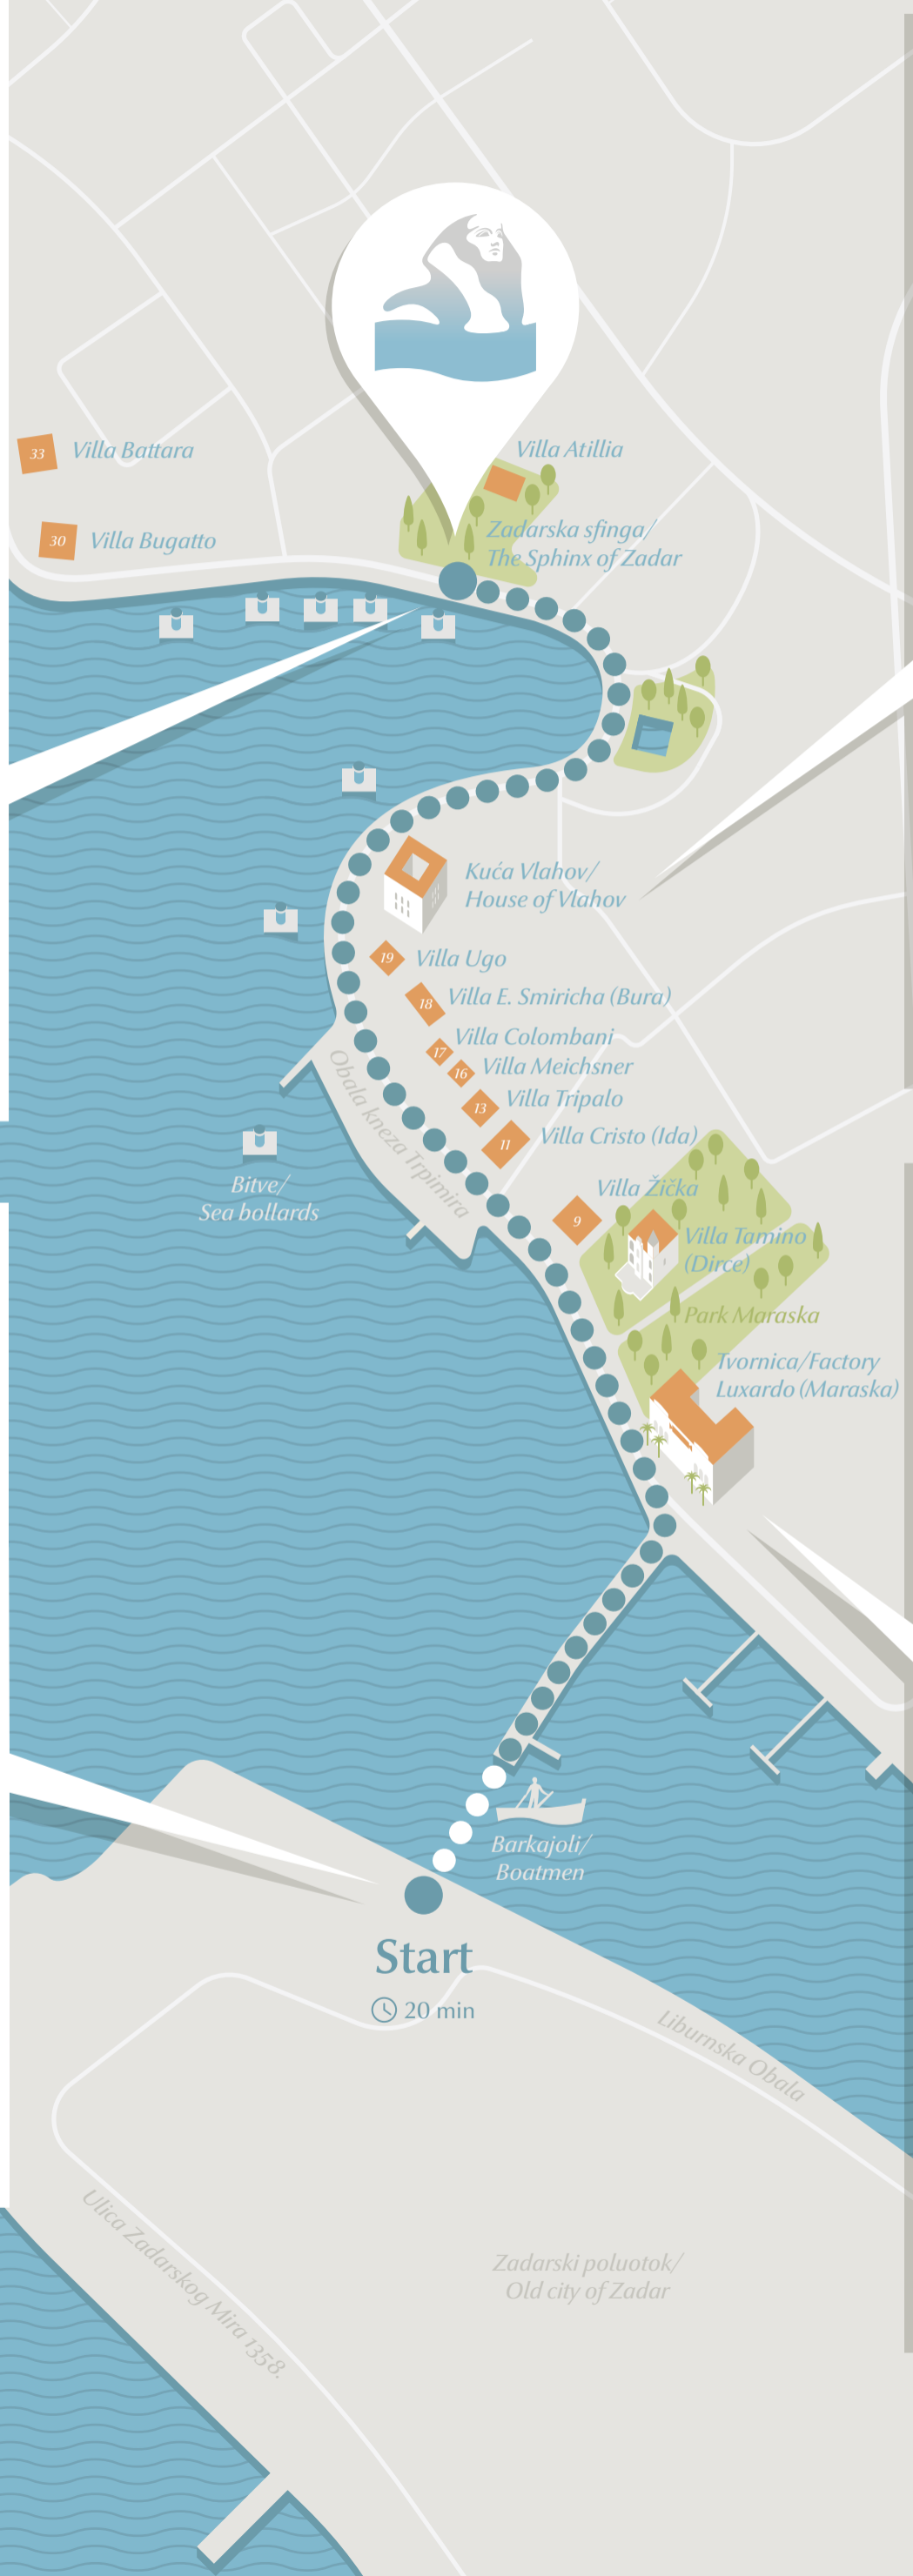 33
Villa Battara
Villa Atillia
30
Villa Bugatto
Zadarska sfinga/
The Sphinx of Zadar
Kuća Vlahov/
House of Vlahov
19
Villa Ugo
18
Villa E. Smiricha (Bura)
17
Villa Colombani
16
Villa Meichsner
13
Villa Tripalo
11
Villa Cristo (Ida)
Obala kneza Trpimira
Bitve/
Sea bollards
Villa Žička
9
Villa Tamino
(Dirce)
Park Maraska
Tvornica/Factory
Luxardo (Maraska)
Barkajoli/
Boatmen
Start
20 min
Liburnska Obala
Ulica Zadarskog Mira 1358.
Zadarski poluotok/
Old city of Zadar